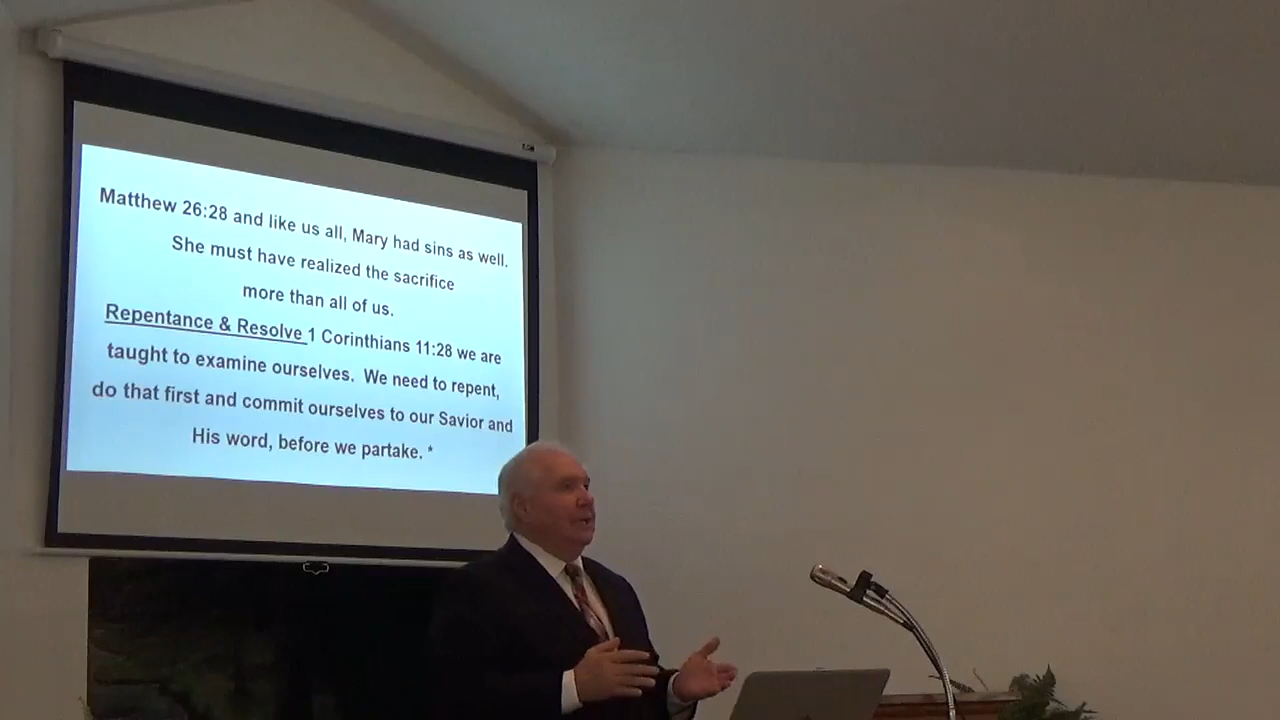 Matthew 26:28 and like us all, Mary had sins as well.
She must have realized the sacrifice
more than all of us.
Repentance & Resolve 1 Corinthians 11:28 we are
taught to examine ourselves.  We need to repent,
do that first and commit ourselves to our Savior and
His word, before we partake. *